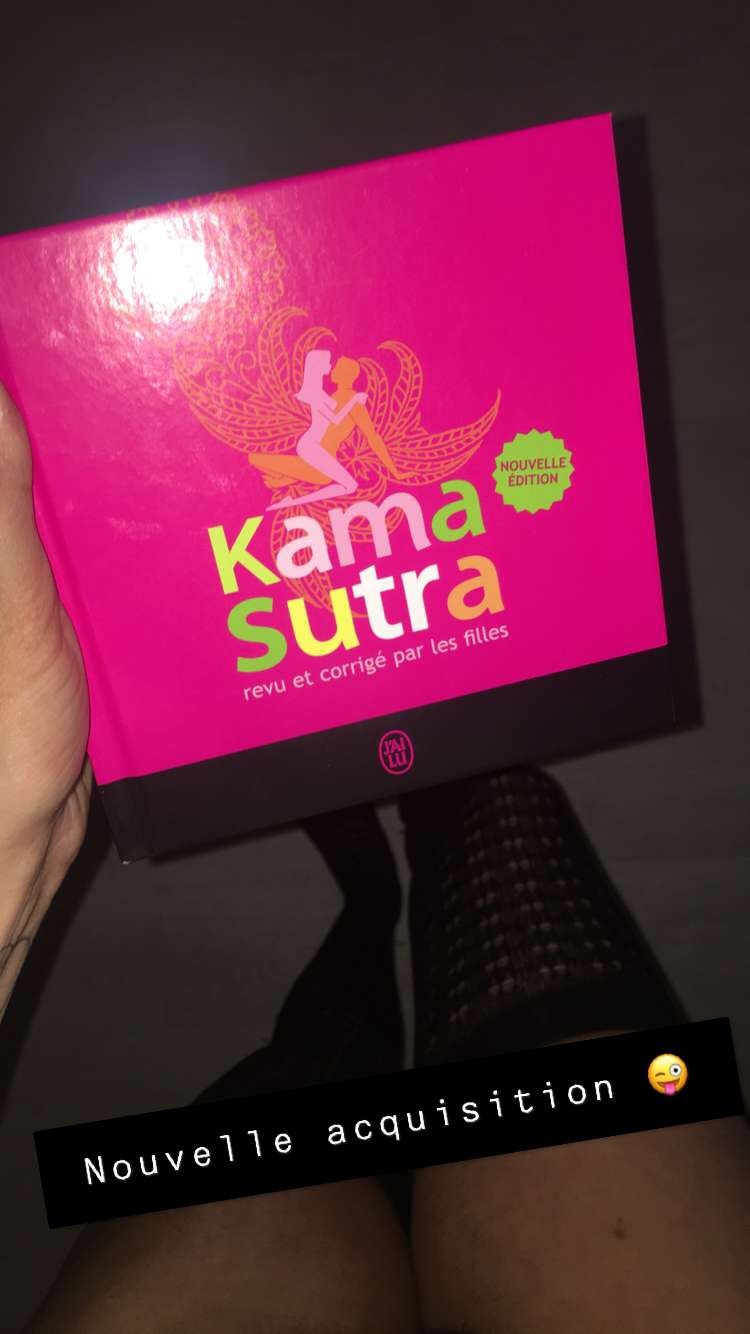 NOUVELLE
ÉDITION
Kama
Sutra
revu et corrigé par les filles
J'AI
LU
Nouvelle acquisition 😜